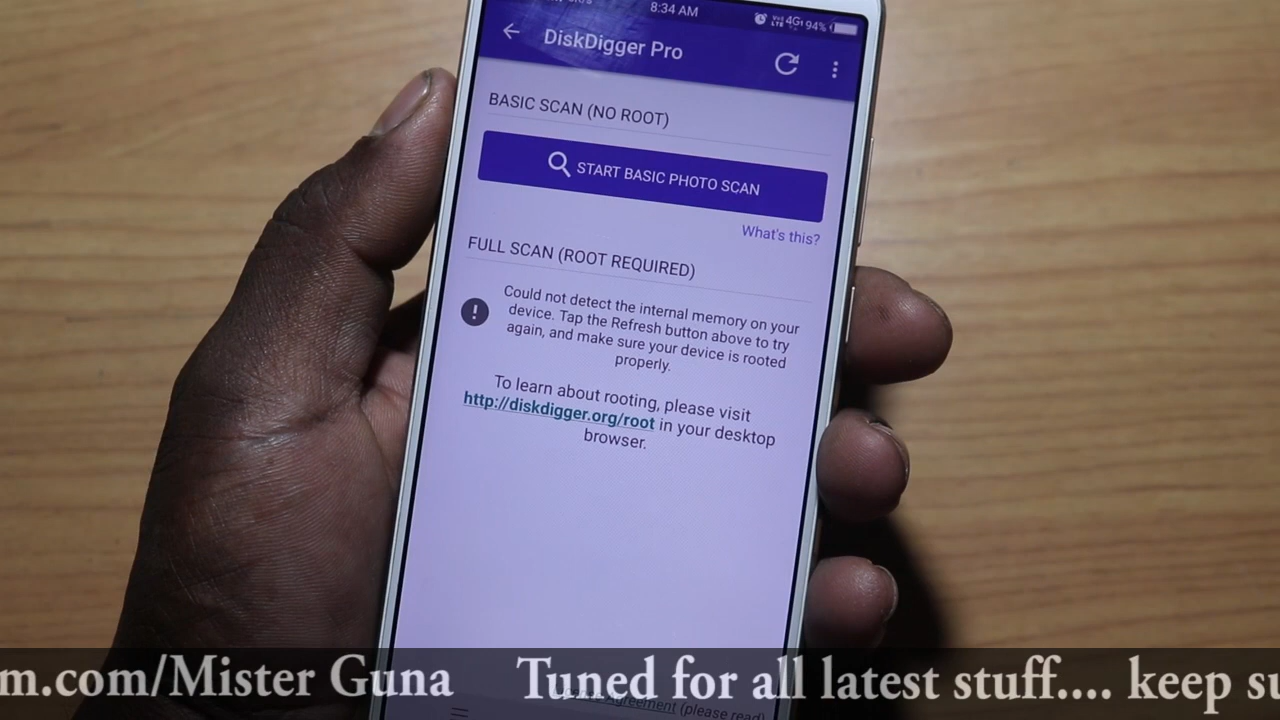 8:34 AM
4G↑ 94%
DiskDigger Pro
BASIC SCAN (NO ROOT)
START BASIC PHOTO SCAN
What's this?
FULL SCAN (ROOT REQUIRED)
!
Could not detect the internal memory on your
device. Tap the Refresh button above to try
again, and make sure your device is rooted
properly.
To learn about rooting, please visit
http://diskdigger.org/root in your desktop
browser.
m.com/Mister Guna Tuned for all latest stuff.... keep su
Agreement (please read)